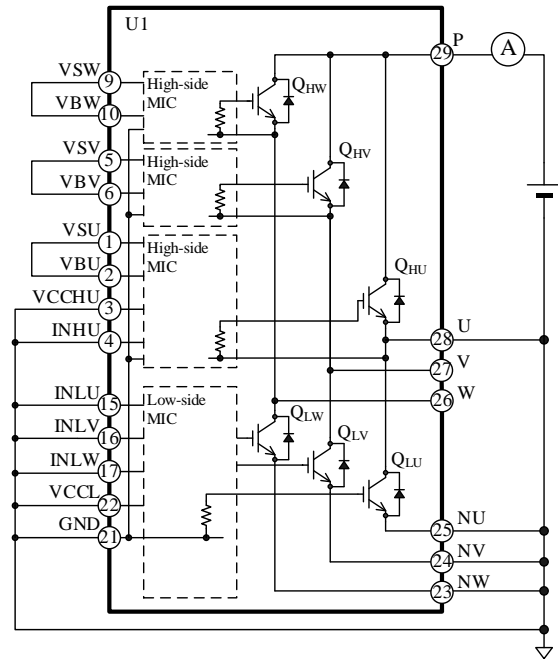 U1
P
29
A
VSW
9
High-side
MIC
QHW
VBW
10
VSV
5
High-side
MIC
QHV
VBV
6
VSU
1
High-side
MIC
VBU
2
QHU
VCCHU
3
INHU
4
U
28
V
27
W
26
INLU
15
Low-side
MIC
INLV
16
QLW
QLV
INLW
17
QLU
VCCL
22
GND
21
NU
25
NV
24
NW
23